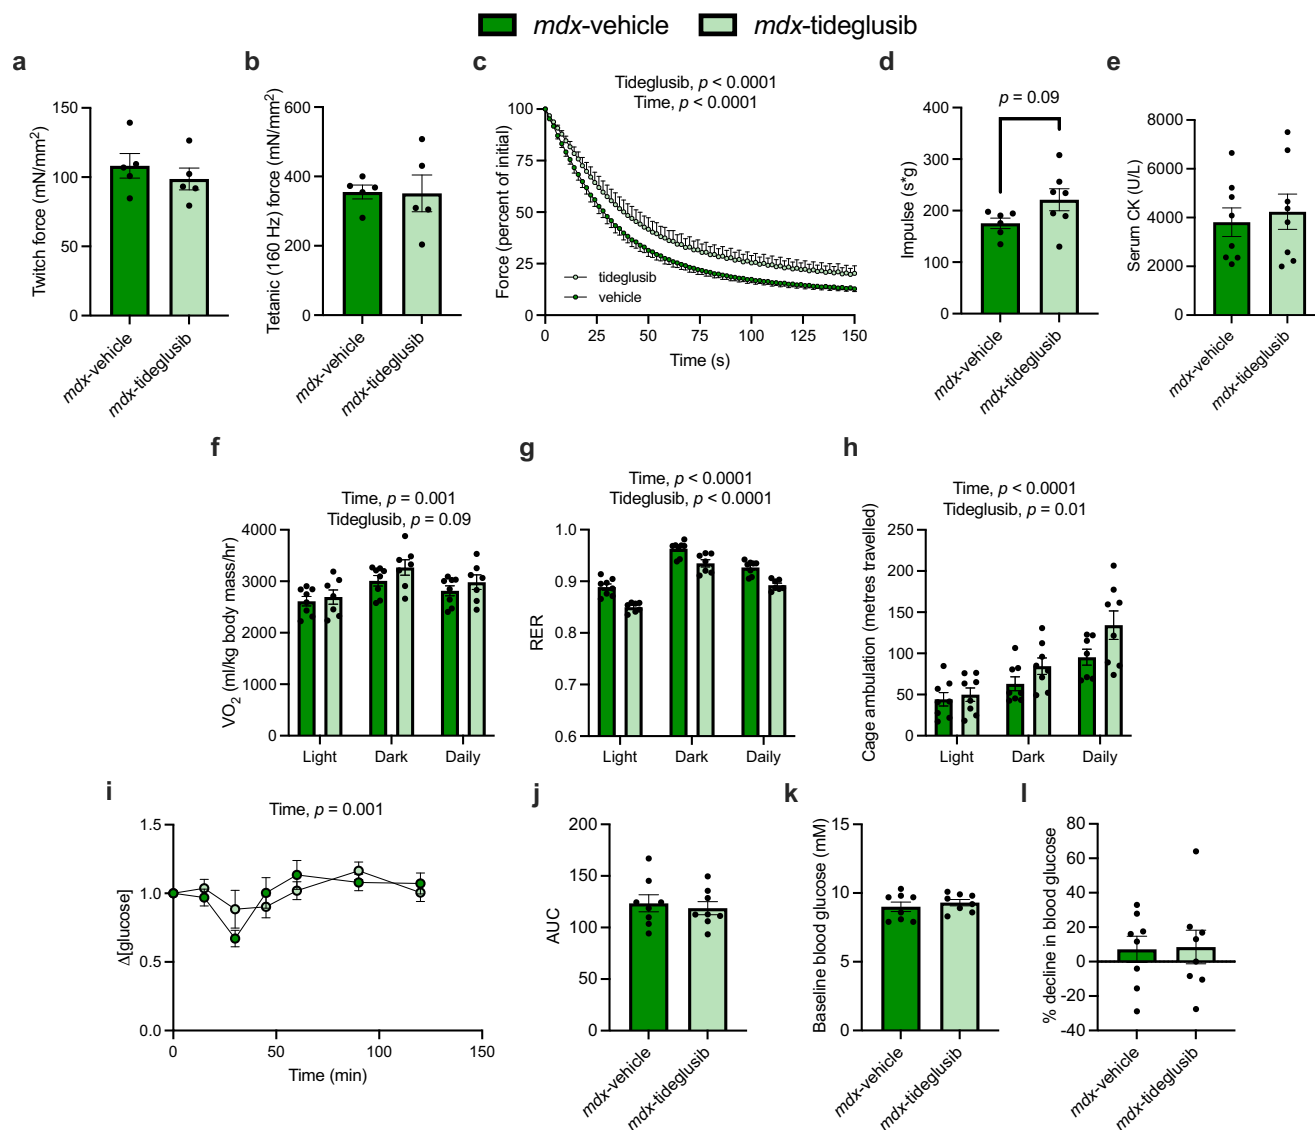 mdx-vehicle mdx-tideglusib
a
Twitch force (mN/mm²)
150
100
50
0
mdx-vehicle
mdx-tideglusib
b
Tetanic (160 Hz) force (mN/mm²)
600
400
200
0
mdx-vehicle
mdx-tideglusib
c
Tideglusib, p < 0.0001
Time, p < 0.0001
Force (percent of initial)
100
75
50
25
0
tideglusib
vehicle
0 25 50 75 100 125 150
Time (s)
d
p = 0.09
Impulse (s*g)
400
300
200
100
0
mdx-vehicle
mdx-tideglusib
e
Serum CK (U/L)
8000
6000
4000
2000
0
mdx-vehicle
mdx-tideglusib
f
Time, p = 0.001
Tideglusib, p = 0.09
VO₂ (ml/kg body mass/hr)
4000
3000
2000
1000
0
Light Dark Daily
g
Time, p < 0.0001
Tideglusib, p < 0.0001
RER
1.0
0.9
0.8
0.7
0.6
Light Dark Daily
h
Time, p < 0.0001
Tideglusib, p = 0.01
Cage ambulation (metres travelled)
250
200
150
100
50
0
Light Dark Daily
i
Time, p = 0.001
Δ[glucose]
1.5
1.0
0.5
0.0
0 50 100 150
Time (min)
j
AUC
200
150
100
50
0
mdx-vehicle
mdx-tideglusib
k
Baseline blood glucose (mM)
15
10
5
0
mdx-vehicle
mdx-tideglusib
l
% decline in blood glucose
80
60
40
20
0
-20
-40
mdx-vehicle
mdx-tideglusib